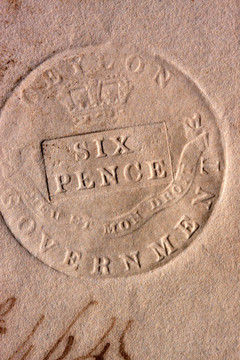 CEYLON
SIX
PENCE
DIEU ET MON DROIT
GOVERNMENT